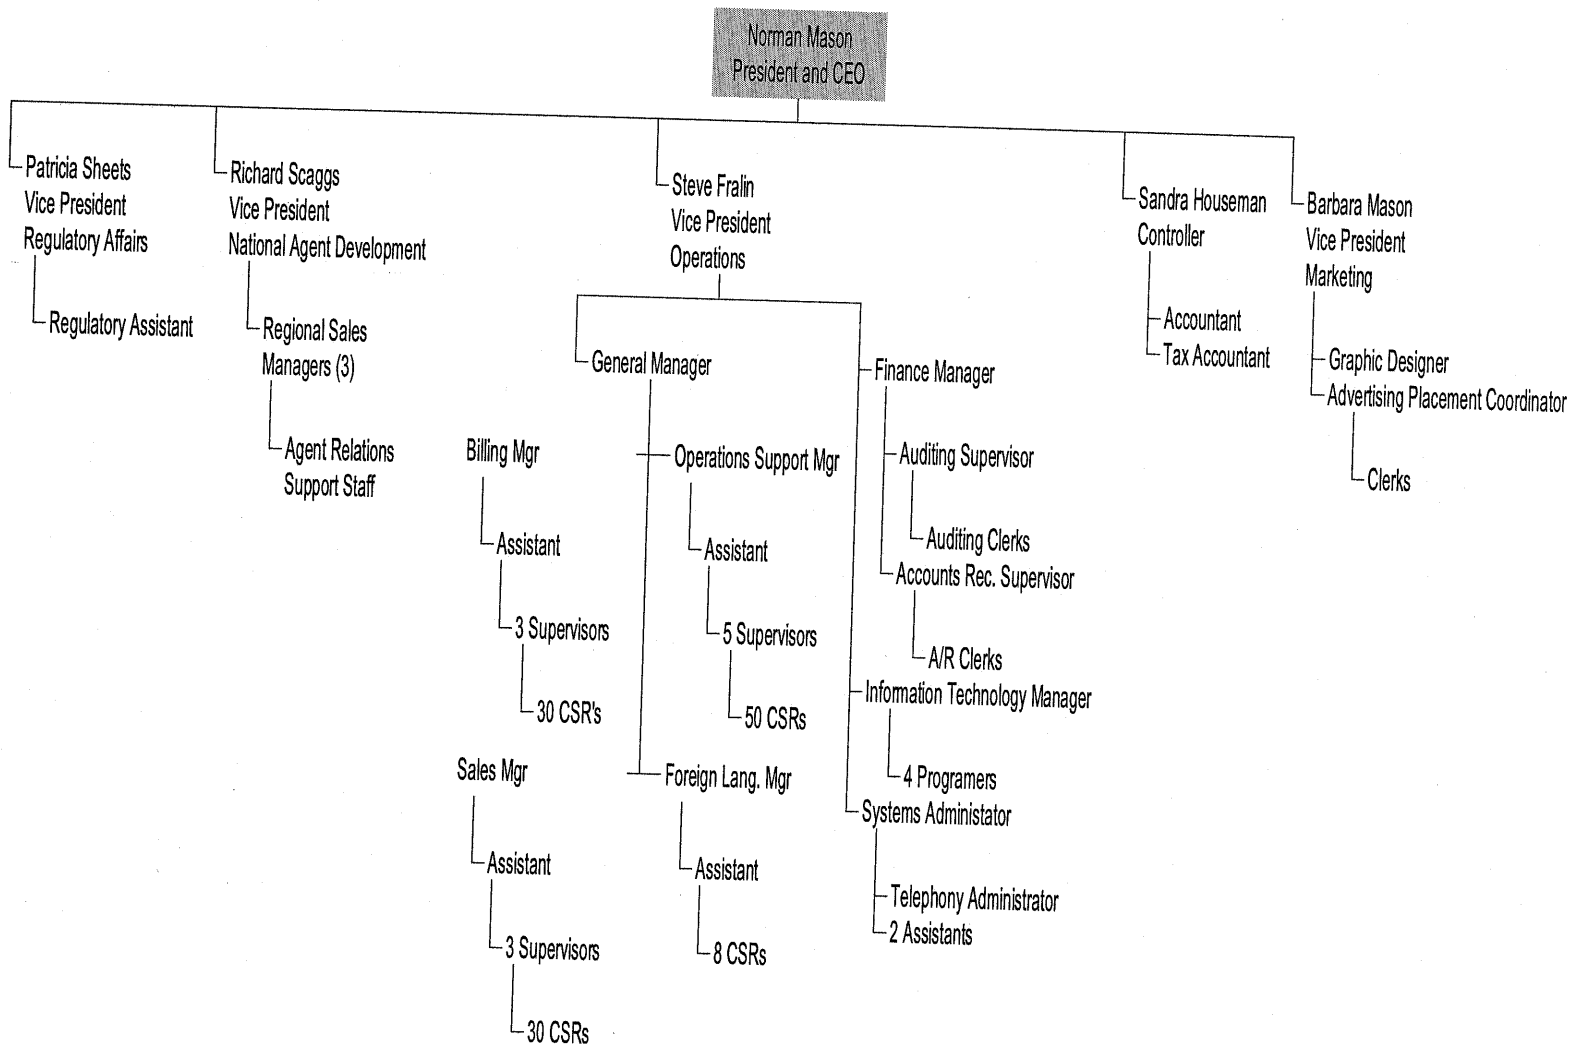 Norman Mason
President and CEO
Patricia Sheets
Vice President
Regulatory Affairs
Regulatory Assistant
Richard Scaggs
Vice President
National Agent Development
Regional Sales
Managers (3)
Agent Relations
Support Staff
Steve Fralin
Vice President
Operations
General Manager
Billing Mgr
Assistant
3 Supervisors
30 CSR's
Operations Support Mgr
Assistant
5 Supervisors
50 CSRs
Sales Mgr
Assistant
3 Supervisors
30 CSRs
Foreign Lang. Mgr
Assistant
8 CSRs
Finance Manager
Auditing Supervisor
Auditing Clerks
Accounts Rec. Supervisor
A/R Clerks
Information Technology Manager
4 Programers
Systems Administator
Telephony Administrator
2 Assistants
Sandra Houseman
Controller
Accountant
Tax Accountant
Barbara Mason
Vice President
Marketing
Graphic Designer
Advertising Placement Coordinator
Clerks